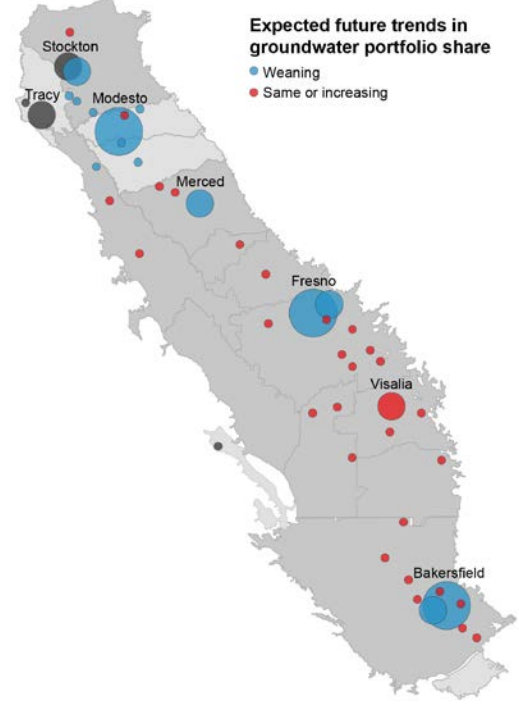 Expected future trends in
groundwater portfolio share
Weaning
Same or increasing
Stockton
Tracy
Modesto
Merced
Fresno
Visalia
Bakersfield